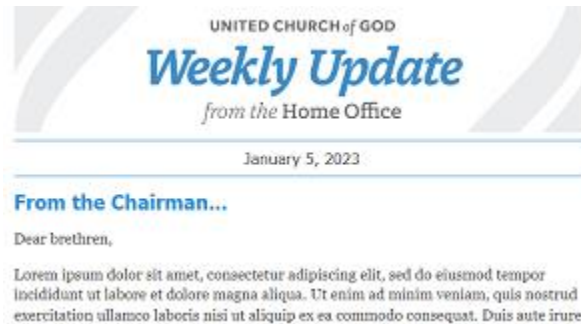 UNITED CHURCH of GOD
Weekly Update
from the Home Office
January 5, 2023
From the Chairman...
Dear brethren,
Lorem ipsum dolor sit amet, consectetur adipiscing elit, sed do eiusmod tempor
incididunt ut labore et dolore magna aliqua. Ut enim ad minim veniam, quis nostrud
exercitation ullamco laboris nisi ut aliquip ex ea commodo consequat. Duis aute irure